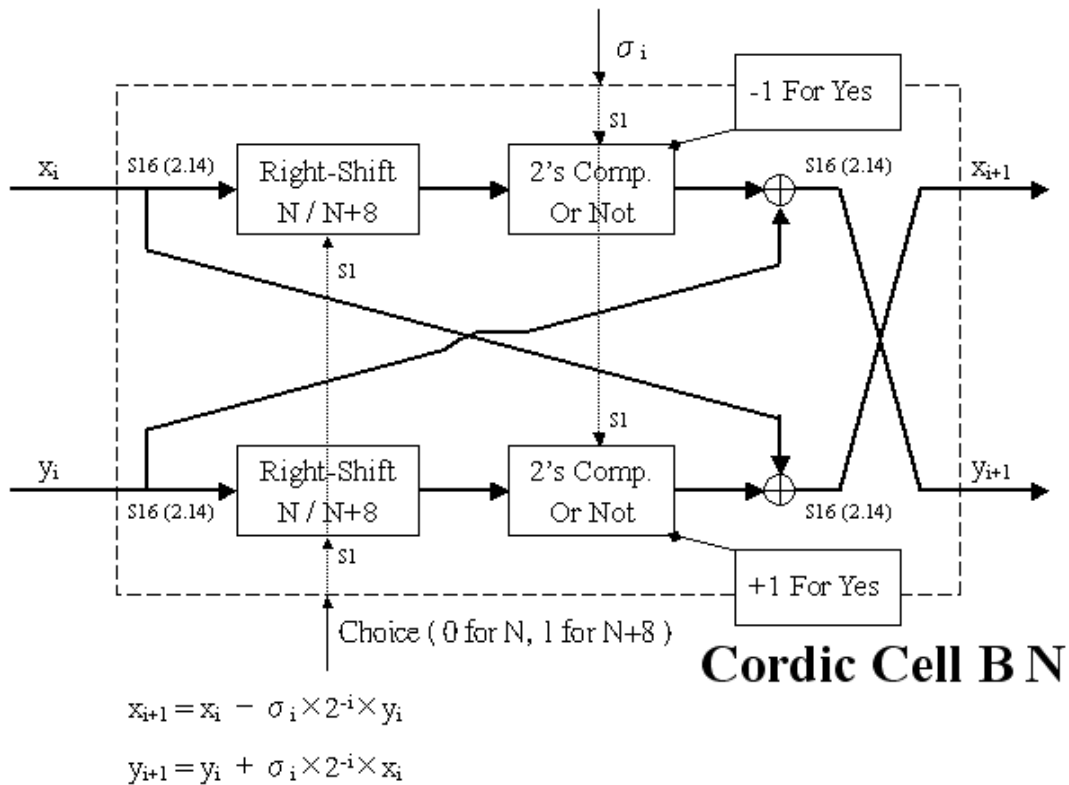 σ i
-1 For Yes
S1
xi
S16 (2.14)
Right-Shift
N / N+8
2's Comp.
Or Not
S16 (2.14)
xi+1
S1
S1
yi
S16 (2.14)
Right-Shift
N / N+8
2's Comp.
Or Not
S16 (2.14)
yi+1
S1
+1 For Yes
Choice ( 0 for N, 1 for N+8 )
Cordic Cell B N
xi+1 = xi − σ i × 2-i × yi
yi+1 = yi + σ i × 2-i × xi